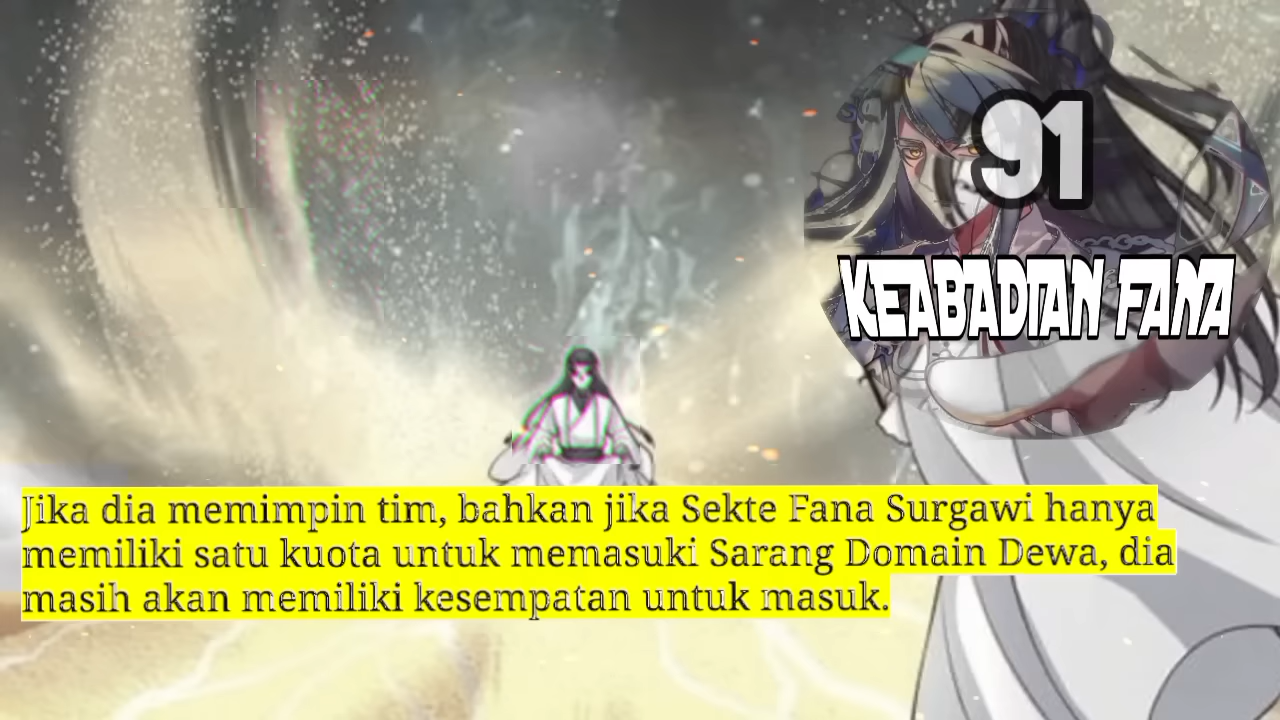 91
KEABADIAN FANA
Jika dia memimpin tim, bahkan jika Sekte Fana Surgawi hanya
memiliki satu kuota untuk memasuki Sarang Domain Dewa, dia
masih akan memiliki kesempatan untuk masuk.